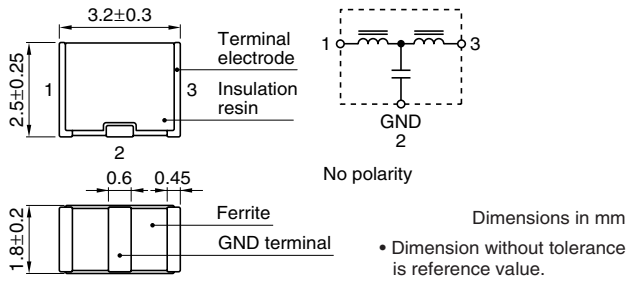 3.2±0.3
2.5±0.25
1
3
Terminal
electrode
Insulation
resin
2
1
3
GND
2
No polarity
0.6
0.45
1.8±0.2
Ferrite
GND terminal
Dimensions in mm
• Dimension without tolerance
is reference value.